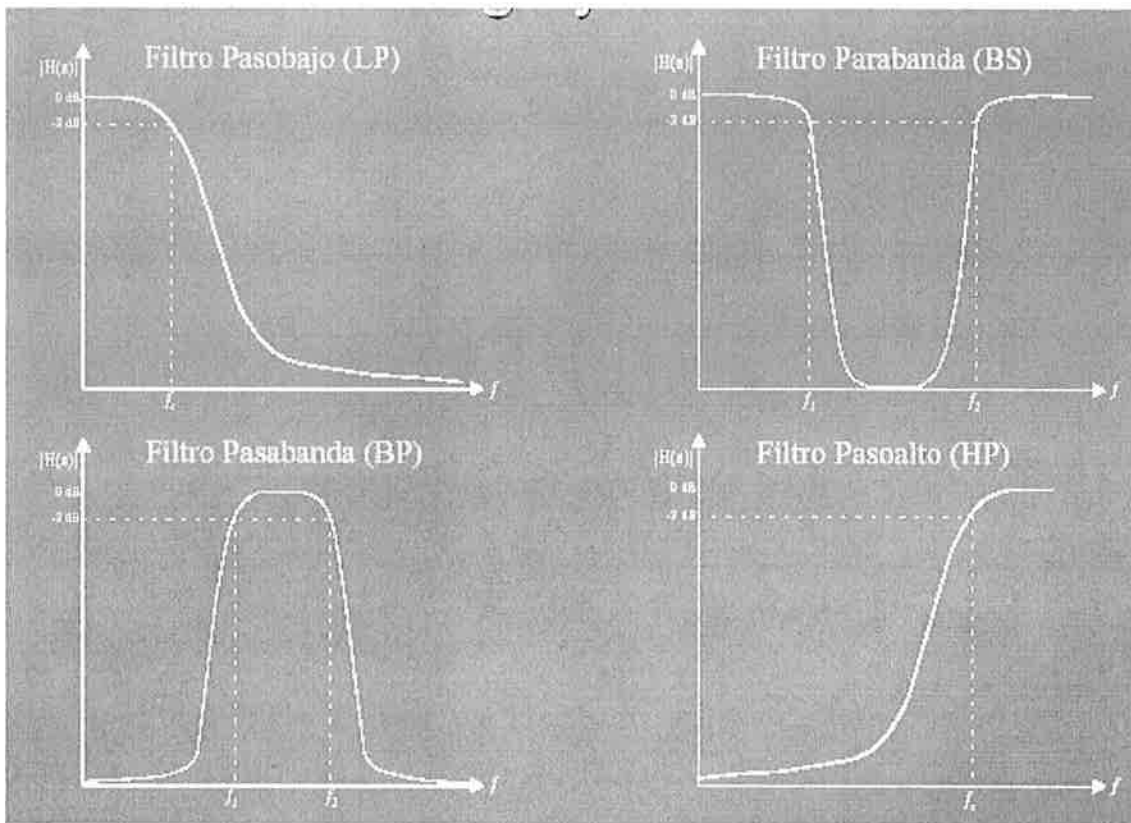 Filtro Pasobajo (LP)
|H(s)|
0 dB
-3 dB
f
Filtro Parabanda (BS)
|H(s)|
0 dB
-3 dB
f₁
f₂
f
Filtro Pasabanda (BP)
|H(s)|
0 dB
-3 dB
f₁
f₂
f
Filtro Pasoalto (HP)
|H(s)|
0 dB
-3 dB
f